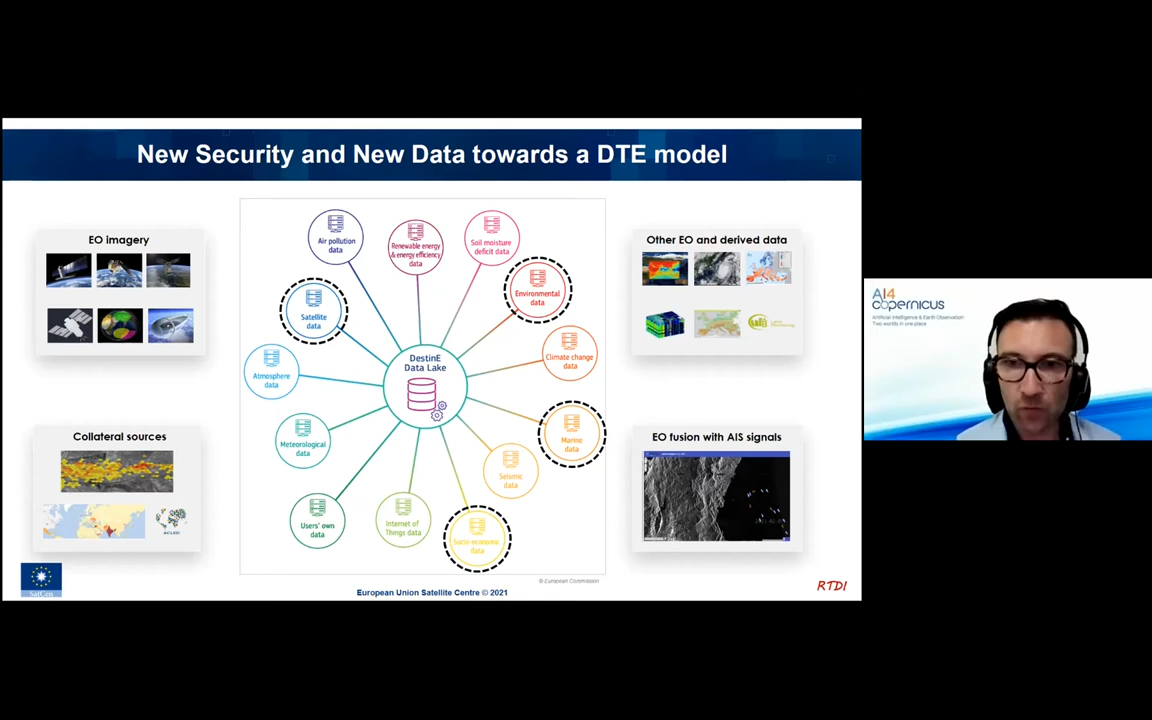 New Security and New Data towards a DTE model
EO imagery
Collateral sources
ACLED
Air pollution
data
Renewable energy
& energy efficiency
data
Soil moisture
deficit data
Environmental
data
Satellite
data
Climate change
data
Atmosphere
data
DestinE
Data Lake
Meteorological
data
Marine
data
Seismic
data
Users' own
data
Internet of
Things data
Socio-economic
data
© European Commission
Other EO and derived data
EO fusion with AIS signals
SatCen
European Union Satellite Centre © 2021
RTDI
AI4
copernicus
Artificial Intelligence & Earth Observation
Two worlds in one place